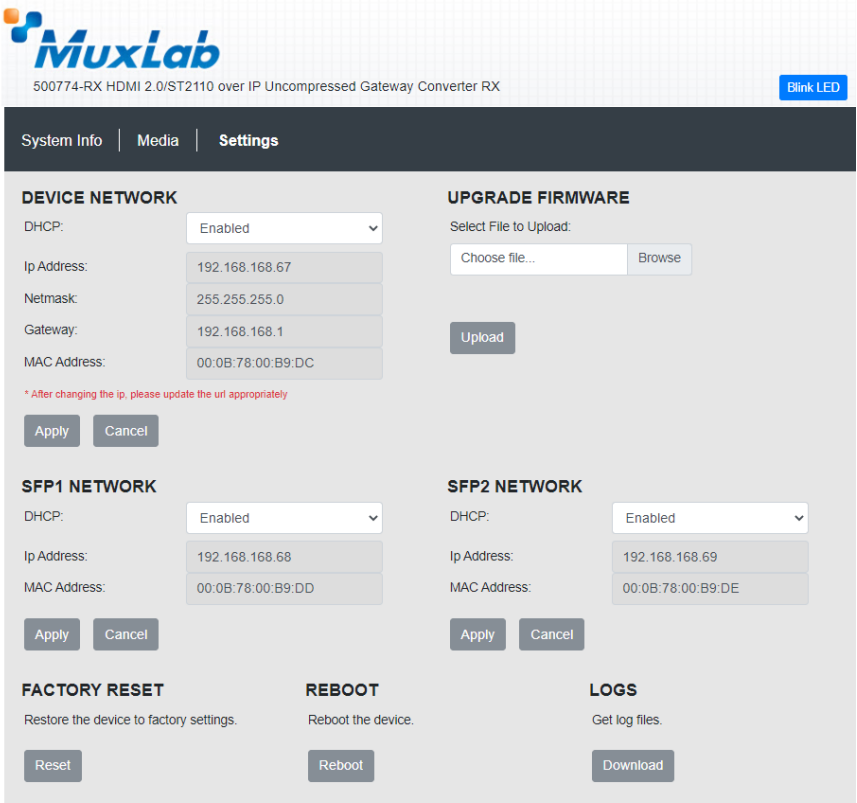 MuxLab
500774-RX HDMI 2.0/ST2110 over IP Uncompressed Gateway Converter RX
Blink LED
System Info | Media | Settings
DEVICE NETWORK
DHCP: Enabled
Ip Address: 192.168.168.67
Netmask: 255.255.255.0
Gateway: 192.168.168.1
MAC Address: 00:0B:78:00:B9:DC
* After changing the ip, please update the url appropriately
Apply Cancel
UPGRADE FIRMWARE
Select File to Upload:
Choose file... Browse
Upload
SFP1 NETWORK
DHCP: Enabled
Ip Address: 192.168.168.68
MAC Address: 00:0B:78:00:B9:DD
Apply Cancel
SFP2 NETWORK
DHCP: Enabled
Ip Address: 192.168.168.69
MAC Address: 00:0B:78:00:B9:DE
Apply Cancel
FACTORY RESET
Restore the device to factory settings.
Reset
REBOOT
Reboot the device.
Reboot
LOGS
Get log files.
Download